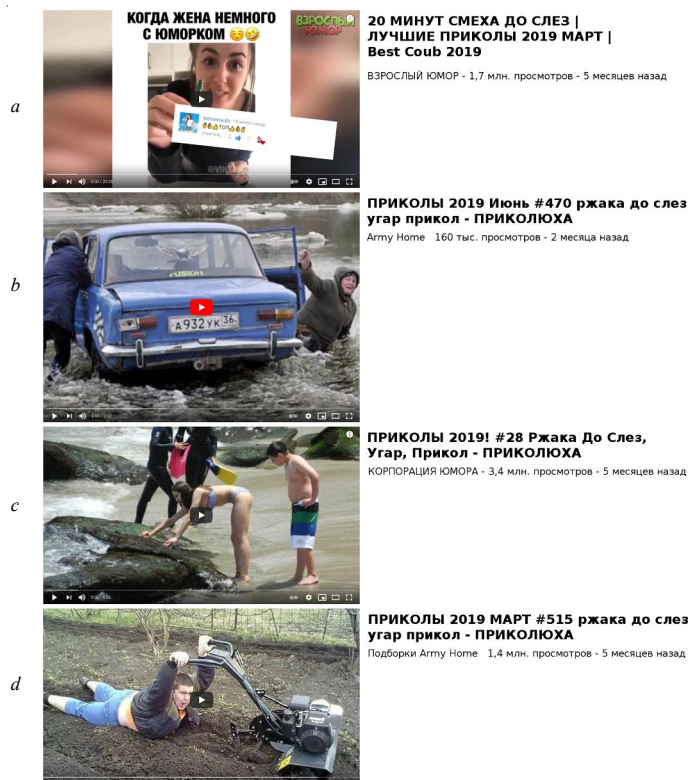 a
КОГДА ЖЕНА НЕМНОГО
С ЮМОРКОМ 😌🤣
ВЗРОСЛЫЙ
ЮМОР
20 МИНУТ СМЕХА ДО СЛЕЗ |
ЛУЧШИЕ ПРИКОЛЫ 2019 МАРТ |
Best Coub 2019
ВЗРОСЛЫЙ ЮМОР - 1,7 млн. просмотров - 5 месяцев назад
b
fusion
А 932 УК 36
ПРИКОЛЫ 2019 Июнь #470 ржака до слез
угар прикол - ПРИКОЛЮХА
Army Home 160 тыс. просмотров - 2 месяца назад
c
ПРИКОЛЫ 2019! #28 Ржака До Слез,
Угар, Прикол - ПРИКОЛЮХА
КОРПОРАЦИЯ ЮМОРА - 3,4 млн. просмотров - 5 месяцев назад
d
ПРИКОЛЫ 2019 МАРТ #515 ржака до слез
угар прикол - ПРИКОЛЮХА
Подборки Army Home 1,4 млн. просмотров - 5 месяцев назад